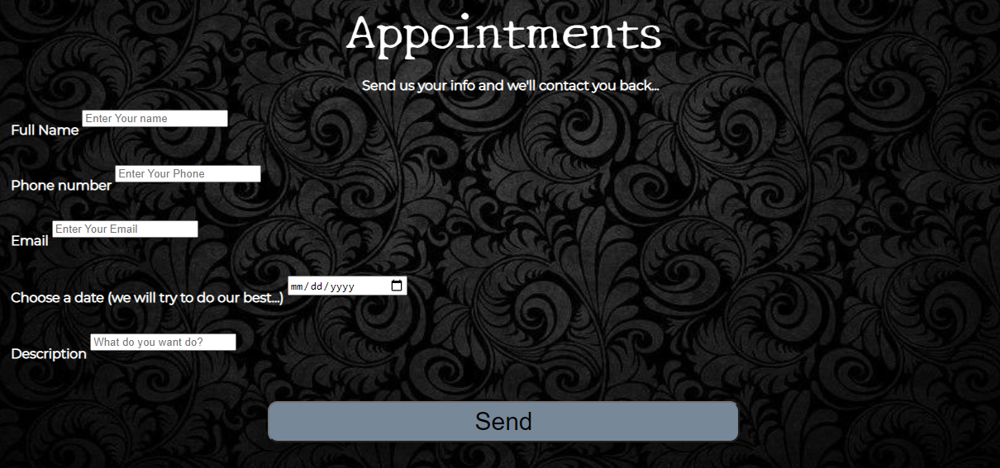 Appointments
Send us your info and we'll contact you back...
Full Name Enter Your name
Phone number Enter Your Phone
Email Enter Your Email
Choose a date (we will try to do our best...) mm/dd/yyyy
Description What do you want do?
Send